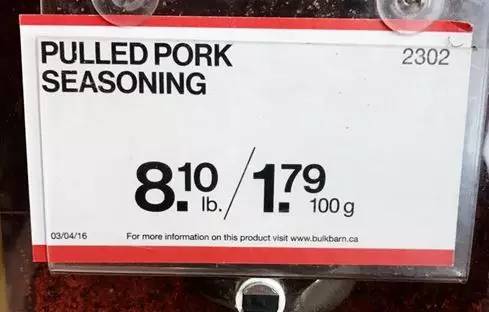 PULLED PORK 2302
SEASONING
8.10 lb./1.79 100 g
03/04/16 For more information on this product visit www.bulkbarn.ca